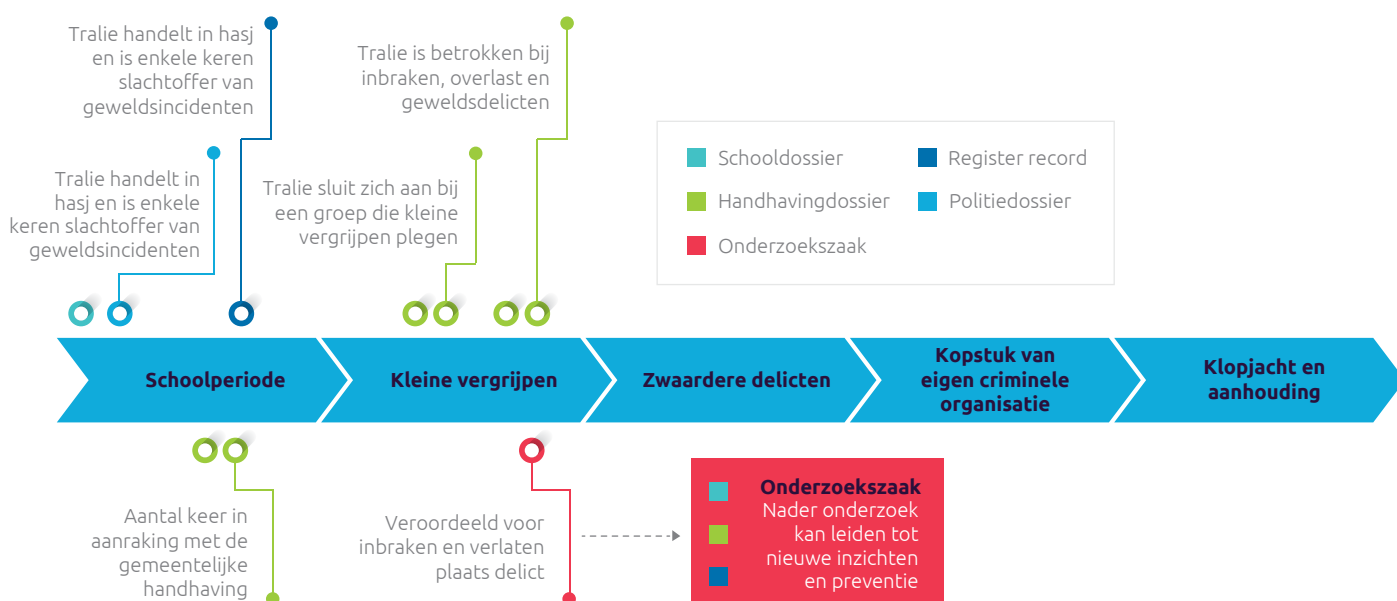 Tralie handelt in hasj
en is enkele keren
slachtoffer van
geweldsincidenten
Tralie is betrokken bij
inbraken, overlast en
geweldsdelicten
Tralie handelt in
hasj en is enkele
keren slachtoffer van
geweldsincidenten
Tralie sluit zich aan bij
een groep die kleine
vergrijpen plegen
Schooldossier
Register record
Handhavingdossier
Politiedossier
Onderzoekszaak
Schoolperiode
Kleine vergrijpen
Zwaardere delicten
Kopstuk van
eigen criminele
organisatie
Klopjacht en
aanhouding
Aantal keer in
aanraking met de
gemeentelijke
handhaving
Veroordeeld voor
inbraken en verlaten
plaats delict
Onderzoekszaak
Nader onderzoek
kan leiden tot
nieuwe inzichten
en preventie